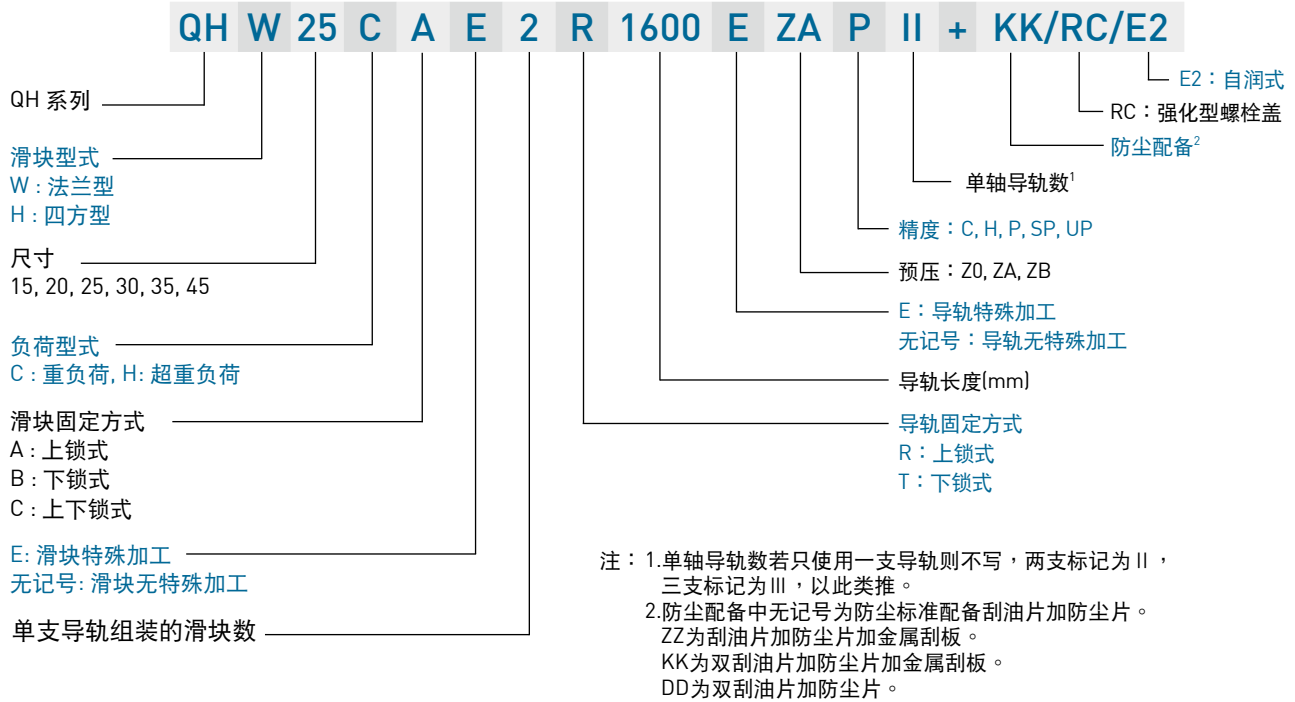 QH W 25 C A E 2 R 1600 E ZA P II + KK/RC/E2
QH 系列
滑块型式
W : 法兰型
H : 四方型
尺寸
15, 20, 25, 30, 35, 45
负荷型式
C : 重负荷, H: 超重负荷
滑块固定方式
A : 上锁式
B : 下锁式
C : 上下锁式
E: 滑块特殊加工
无记号: 滑块无特殊加工
单支导轨组装的滑块数
E2：自润式
RC：强化型螺栓盖
防尘配备²
单轴导轨数¹
精度：C, H, P, SP, UP
预压：Z0, ZA, ZB
E：导轨特殊加工
无记号：导轨无特殊加工
导轨长度(mm)
导轨固定方式
R：上锁式
T：下锁式
注：1.单轴导轨数若只使用一支导轨则不写，两支标记为Ⅱ，
三支标记为Ⅲ，以此类推。
2.防尘配备中无记号为防尘标准配备刮油片加防尘片。
ZZ为刮油片加防尘片加金属刮板。
KK为双刮油片加防尘片加金属刮板。
DD为双刮油片加防尘片。